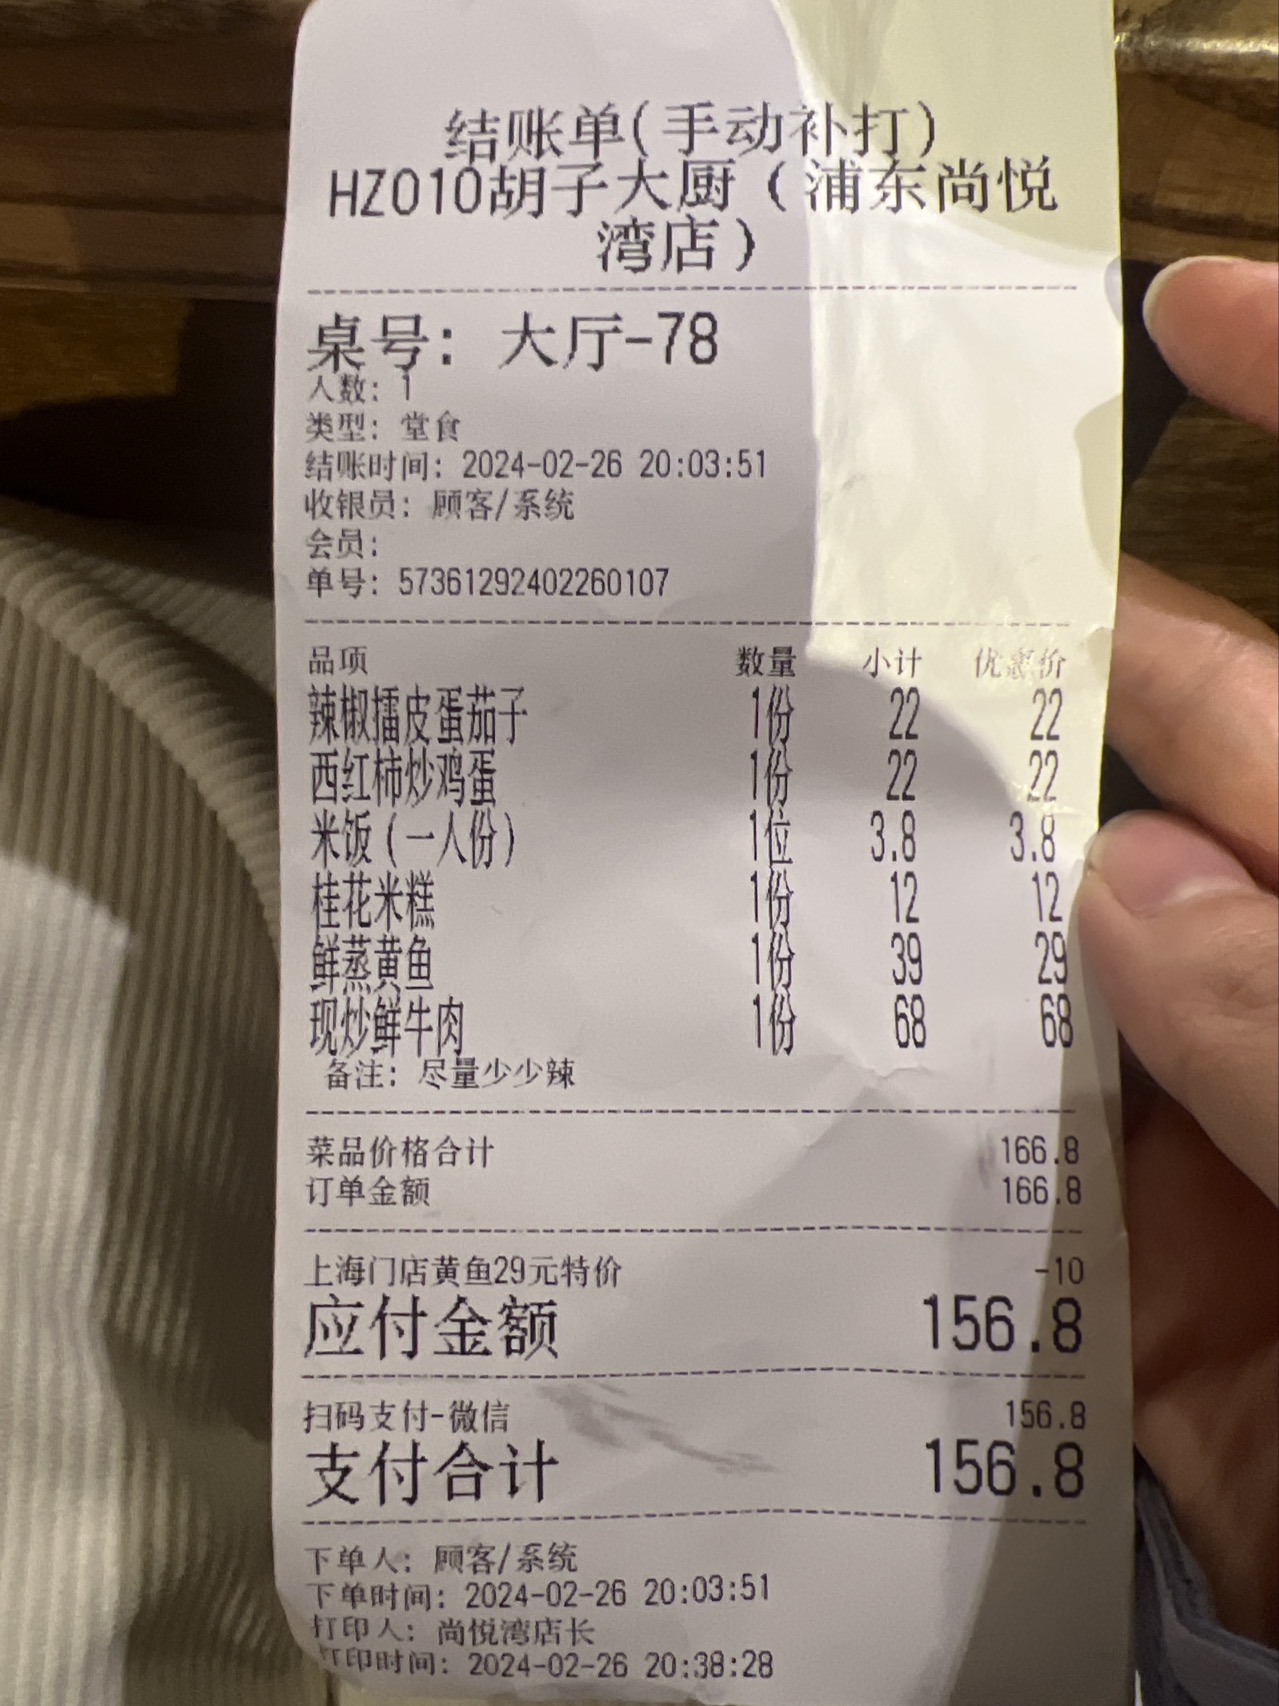 结账单(手动补打)
HZ010胡子大厨(浦东尚悦
湾店)
桌号: 大厅-78
人数: 1
类型: 堂食
结账时间: 2024-02-26 20:03:51
收银员: 顾客/系统
会员:
单号: 57361292402260107
品项 数量 小计 优惠价
辣椒擂皮蛋茄子 1份 22 22
西红柿炒鸡蛋 1份 22 22
米饭(一人份) 1位 3.8 3.8
桂花米糕 1份 12 12
鲜蒸黄鱼 1份 39 29
现炒鲜牛肉 1份 68 68
备注: 尽量少少辣
菜品价格合计 166.8
订单金额 166.8
上海门店黄鱼29元特价 -10
应付金额 156.8
扫码支付-微信 156.8
支付合计 156.8
下单人: 顾客/系统
下单时间: 2024-02-26 20:03:51
打印人: 尚悦湾店长
打印时间: 2024-02-26 20:38:28